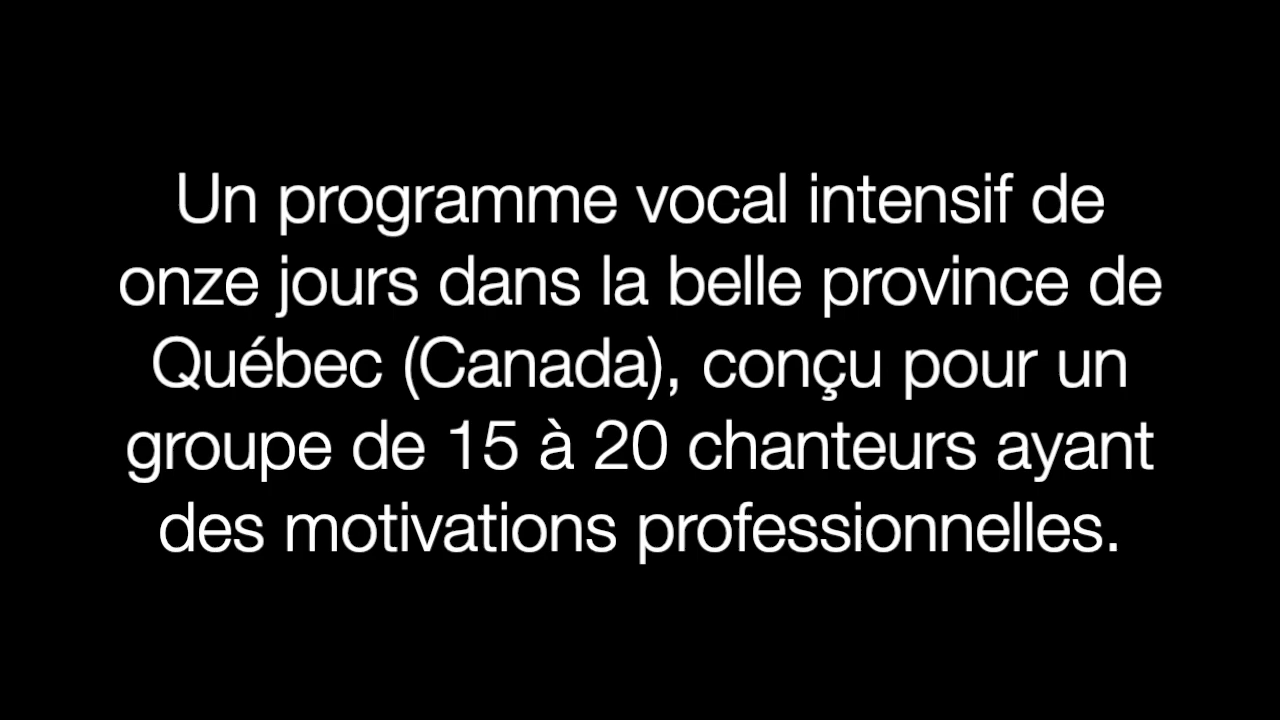 Un programme vocal intensif de
onze jours dans la belle province de
Québec (Canada), conçu pour un
groupe de 15 à 20 chanteurs ayant
des motivations professionnelles.